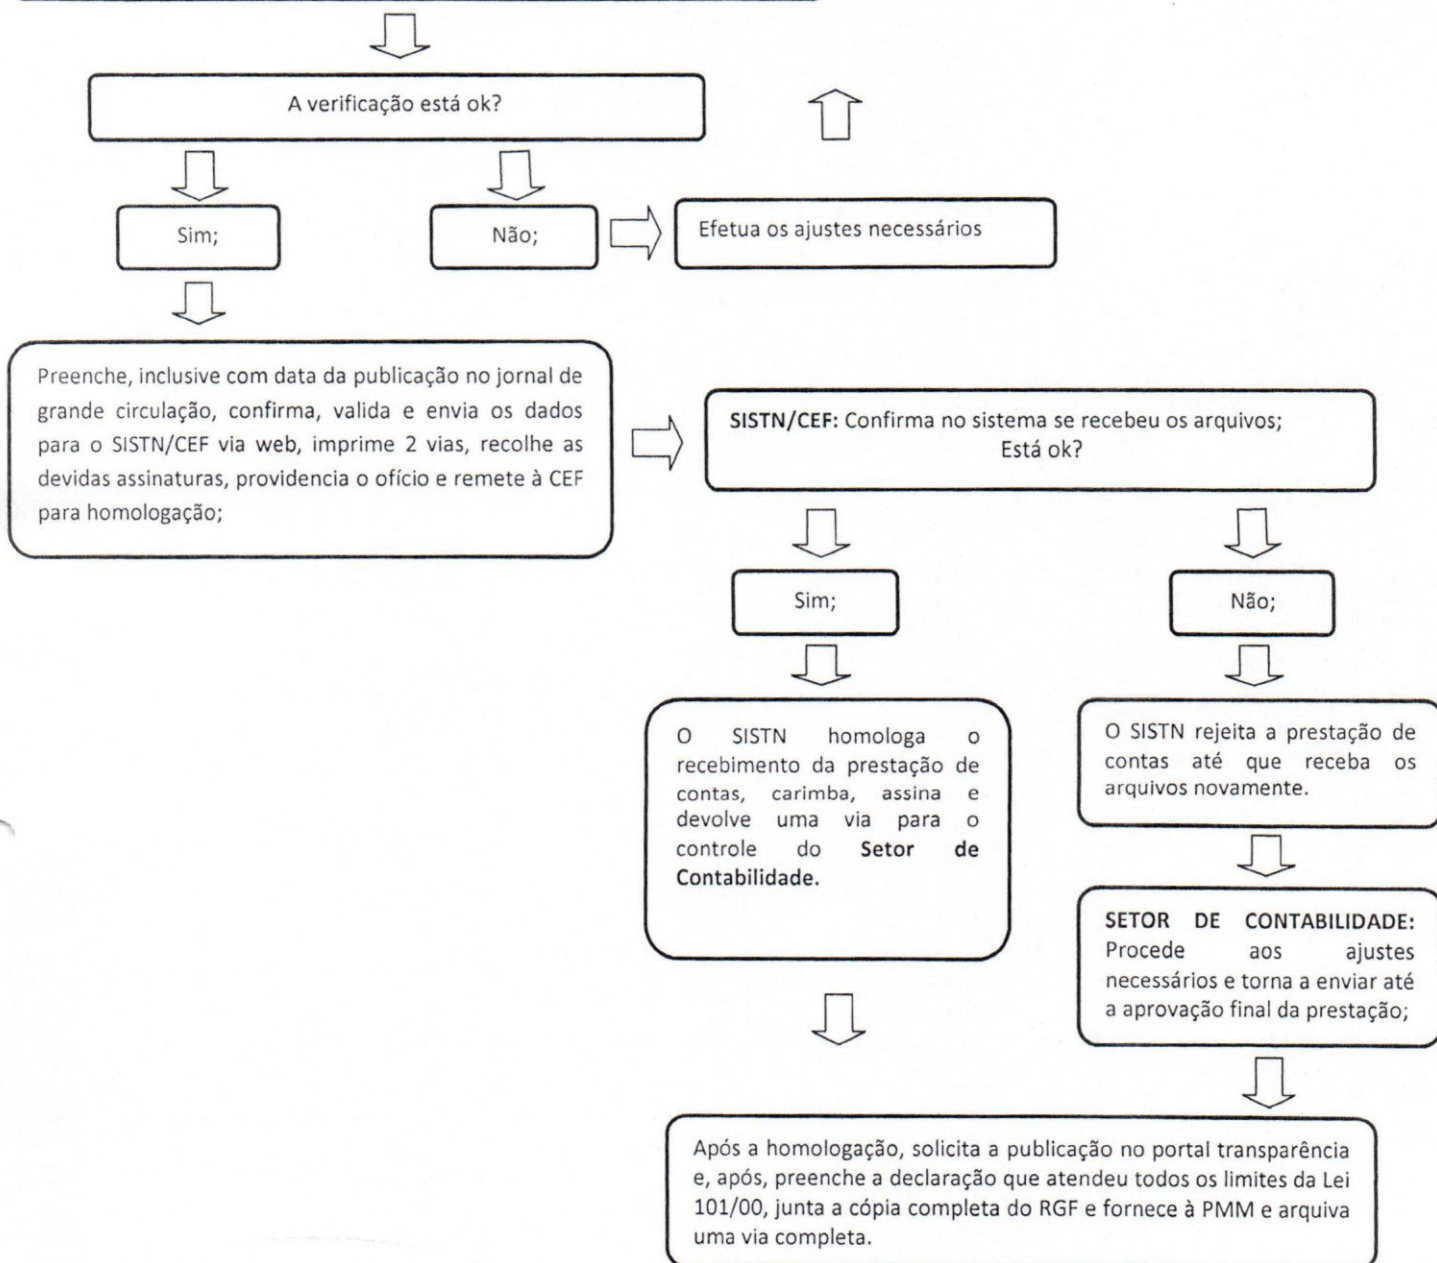 A verificação está ok?
Sim;
Não;
Efetua os ajustes necessários
Preenche, inclusive com data da publicação no jornal de
grande circulação, confirma, valida e envia os dados
para o SISTN/CEF via web, imprime 2 vias, recolhe as
devidas assinaturas, providencia o ofício e remete à CEF
para homologação;
SISTN/CEF: Confirma no sistema se recebeu os arquivos;
Está ok?
Sim;
Não;
O SISTN homologa o
recebimento da prestação de
contas, carimba, assina e
devolve uma via para o
controle do Setor de
Contabilidade.
O SISTN rejeita a prestação de
contas até que receba os
arquivos novamente.
SETOR DE CONTABILIDADE:
Procede aos ajustes
necessários e torna a enviar até
a aprovação final da prestação;
Após a homologação, solicita a publicação no portal transparência
e, após, preenche a declaração que atendeu todos os limites da Lei
101/00, junta a cópia completa do RGF e fornece à PMM e arquiva
uma via completa.